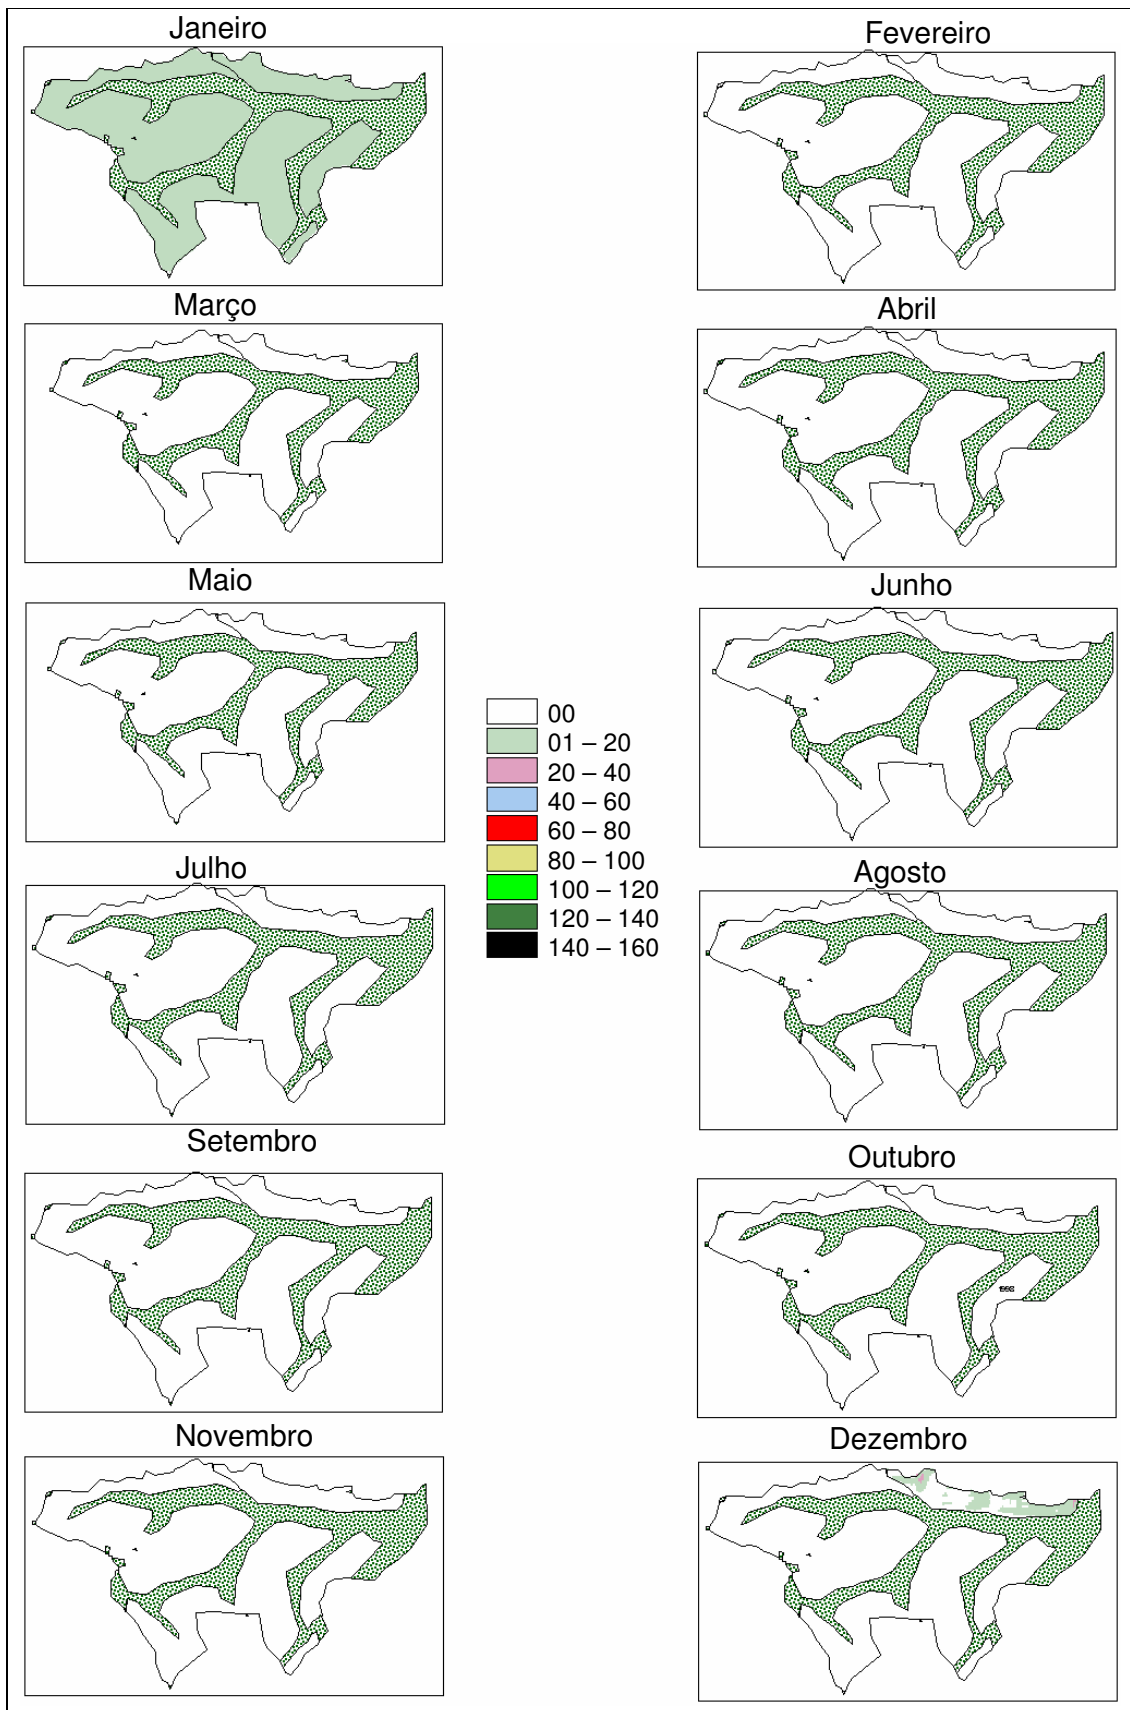 Janeiro
Fevereiro
Março
Abril
Maio
Junho
00
01 – 20
20 – 40
40 – 60
60 – 80
80 – 100
100 – 120
120 – 140
140 – 160
Julho
Agosto
Setembro
Outubro
Novembro
Dezembro